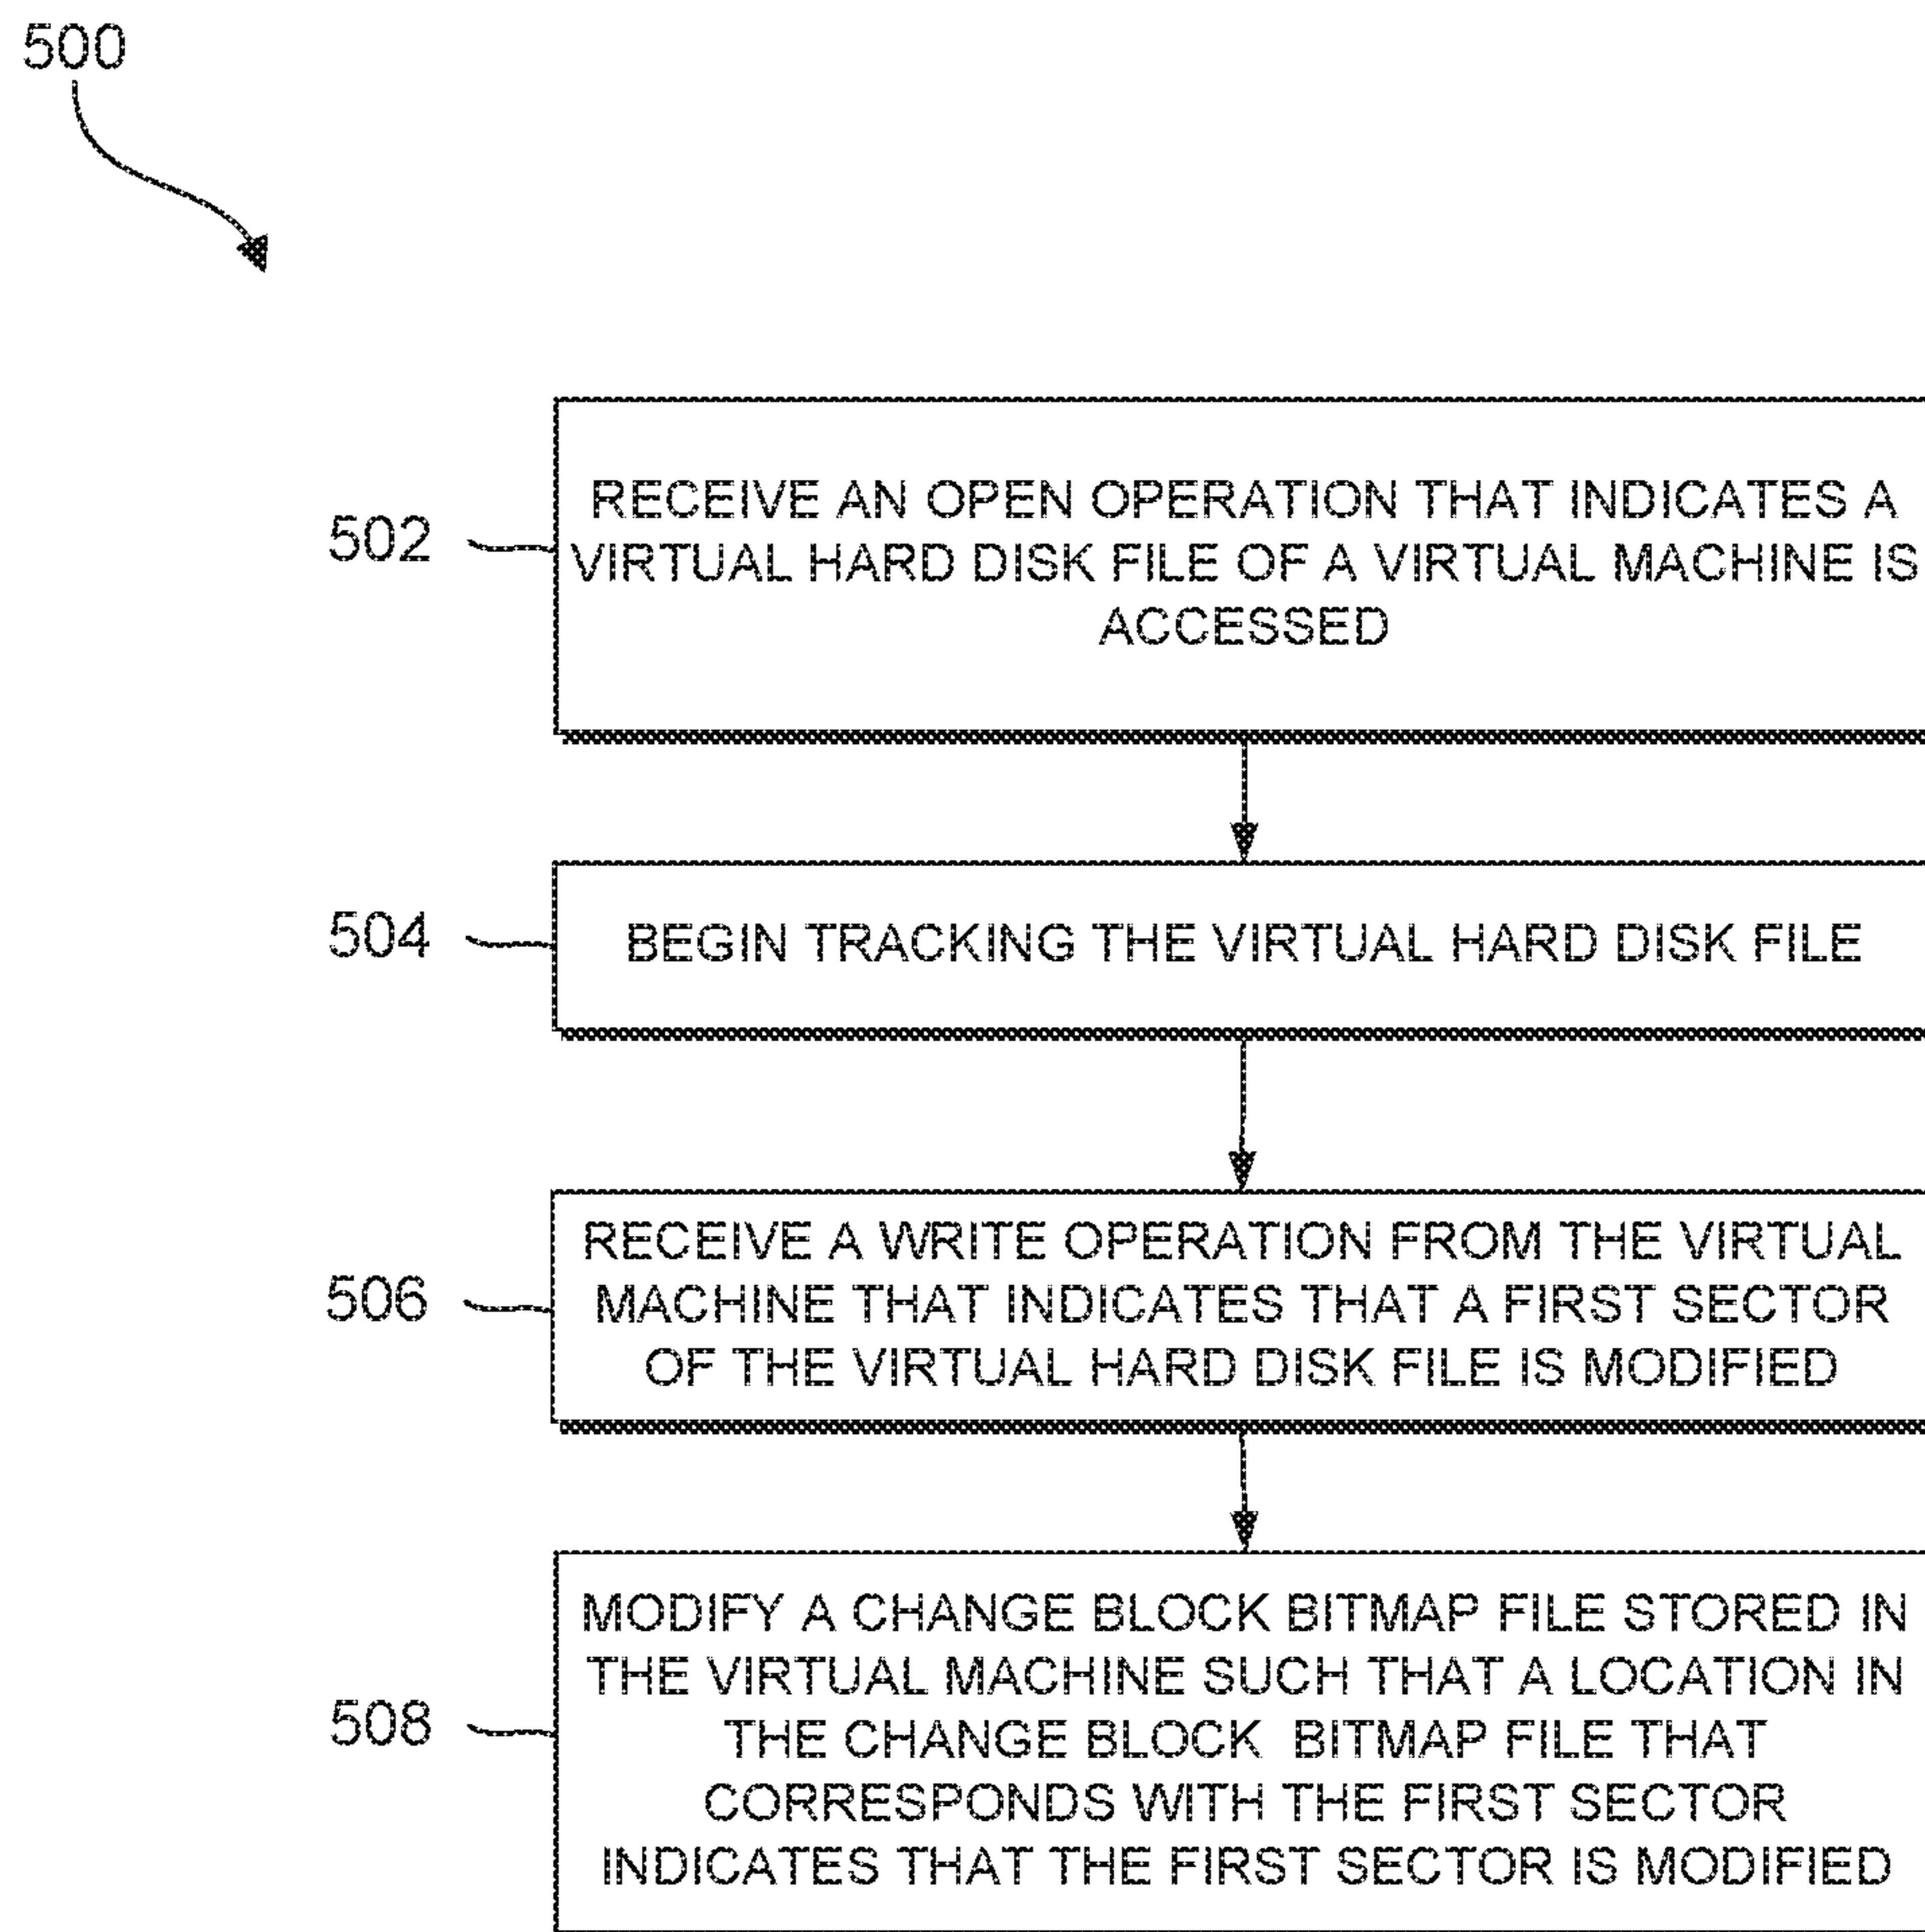 500
502
RECEIVE AN OPEN OPERATION THAT INDICATES A
VIRTUAL HARD DISK FILE OF A VIRTUAL MACHINE IS
ACCESSED
504
BEGIN TRACKING THE VIRTUAL HARD DISK FILE
506
RECEIVE A WRITE OPERATION FROM THE VIRTUAL
MACHINE THAT INDICATES THAT A FIRST SECTOR
OF THE VIRTUAL HARD DISK FILE IS MODIFIED
508
MODIFY A CHANGE BLOCK BITMAP FILE STORED IN
THE VIRTUAL MACHINE SUCH THAT A LOCATION IN
THE CHANGE BLOCK BITMAP FILE THAT
CORRESPONDS WITH THE FIRST SECTOR
INDICATES THAT THE FIRST SECTOR IS MODIFIED